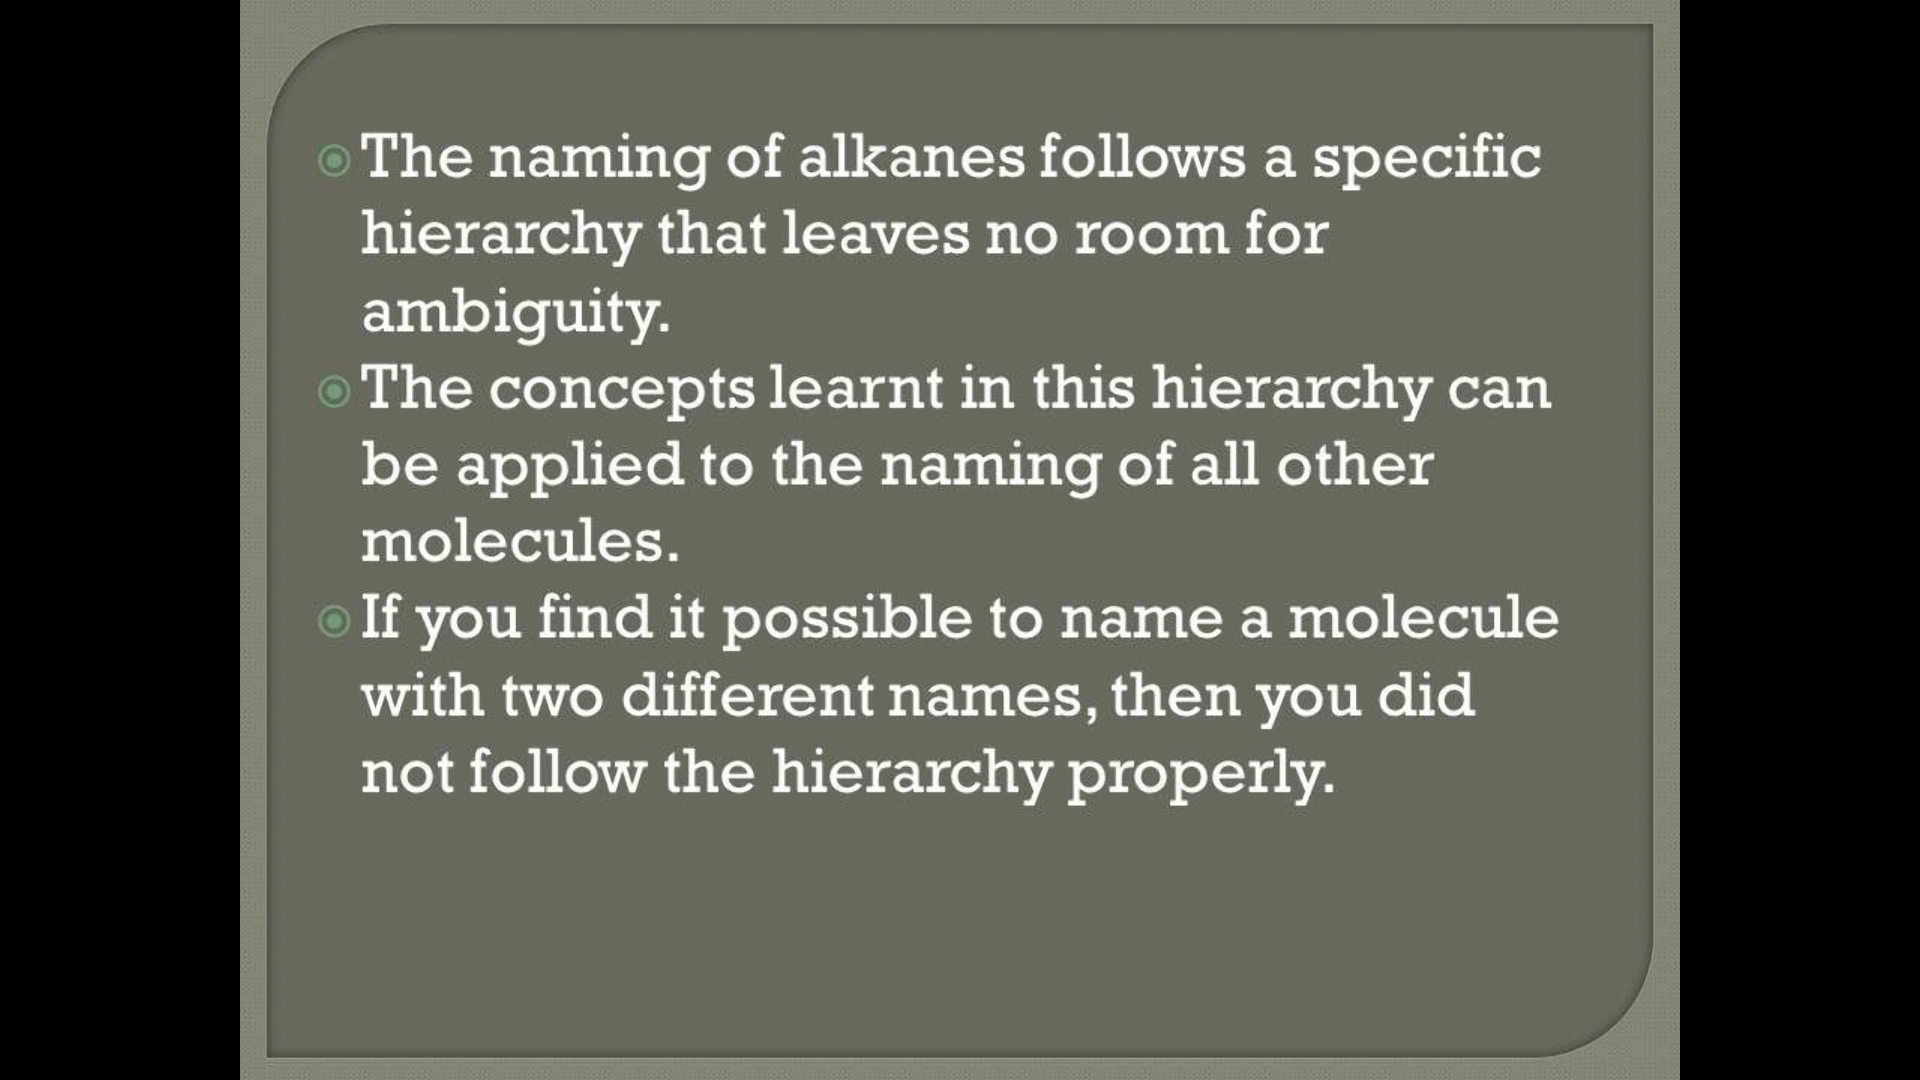 The naming of alkanes follows a specific
hierarchy that leaves no room for
ambiguity.
The concepts learnt in this hierarchy can
be applied to the naming of all other
molecules.
If you find it possible to name a molecule
with two different names, then you did
not follow the hierarchy properly.